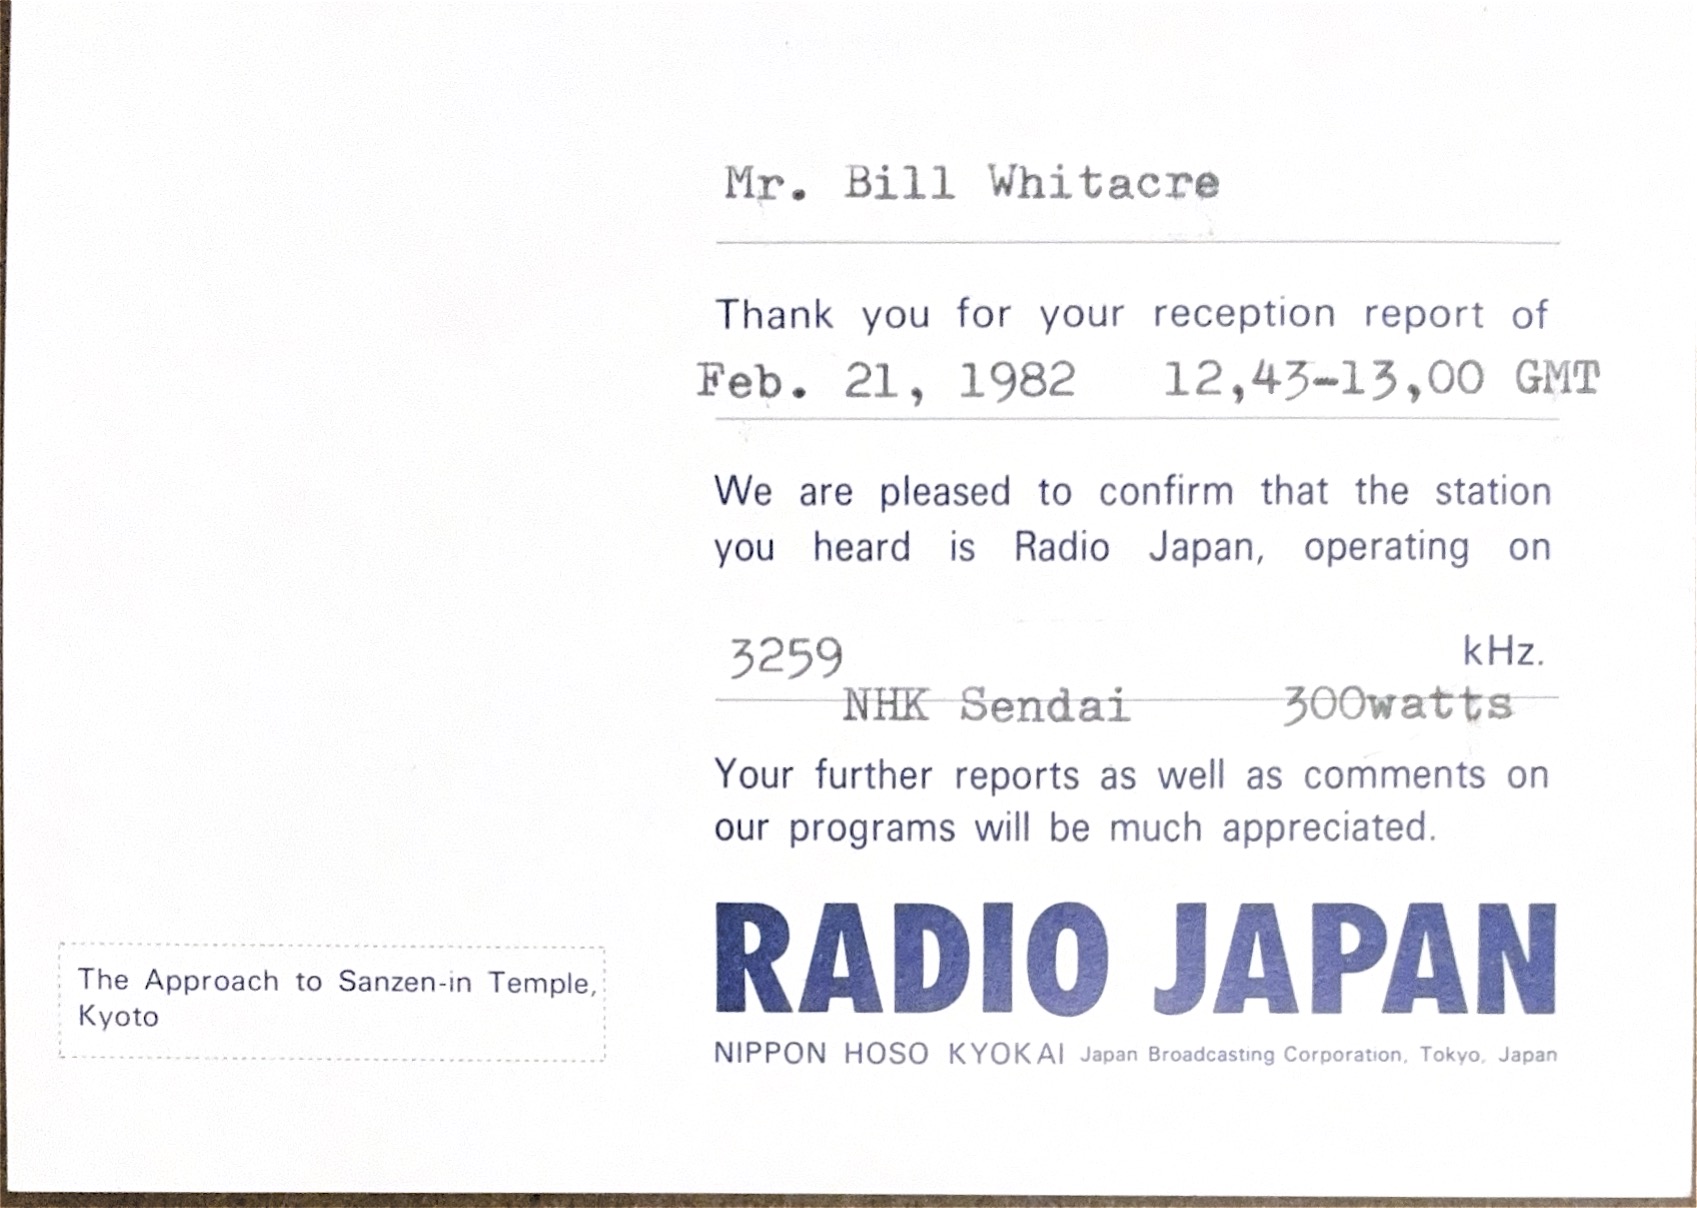 Mr. Bill Whitacre
Thank you for your reception report of
Feb. 21, 1982 12,43-13,00 GMT
We are pleased to confirm that the station
you heard is Radio Japan, operating on
3259 kHz.
NHK Sendai 300watts
Your further reports as well as comments on
our programs will be much appreciated.
RADIO JAPAN
NIPPON HOSO KYOKAI Japan Broadcasting Corporation, Tokyo, Japan
The Approach to Sanzen-in Temple,
Kyoto